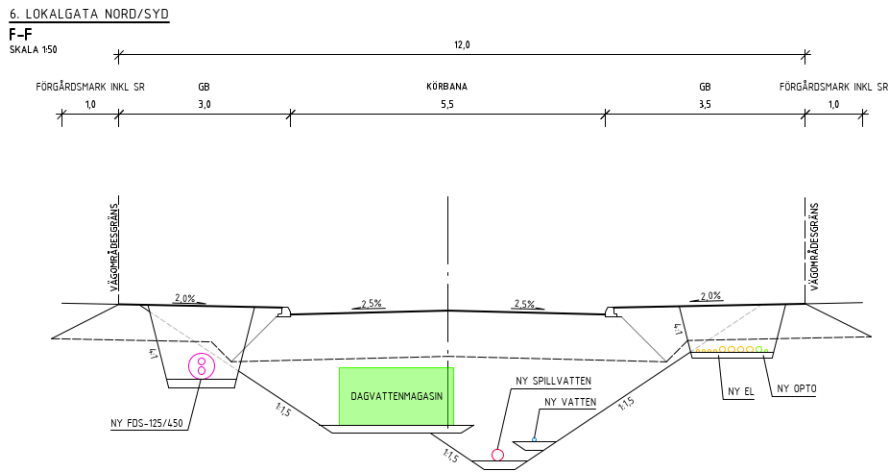 6. LOKALGATA NORD/SYD
F-F
SKALA 1:50
12,0
FÖRGÅRDSMARK INKL SR
GB
KÖRBANA
GB
FÖRGÅRDSMARK INKL SR
1,0
3,0
5,5
3,5
1,0
VÄGOMRÅDESGRÄNS
VÄGOMRÅDESGRÄNS
2,0%
2,5%
2,5%
2,0%
4:1
4:1
DAGVATTENMAGASIN
NY SPILLVATTEN
NY VATTEN
NY EL
NY OPTO
1:1,5
1:1,5
1:1,5
NY FDS-125/450